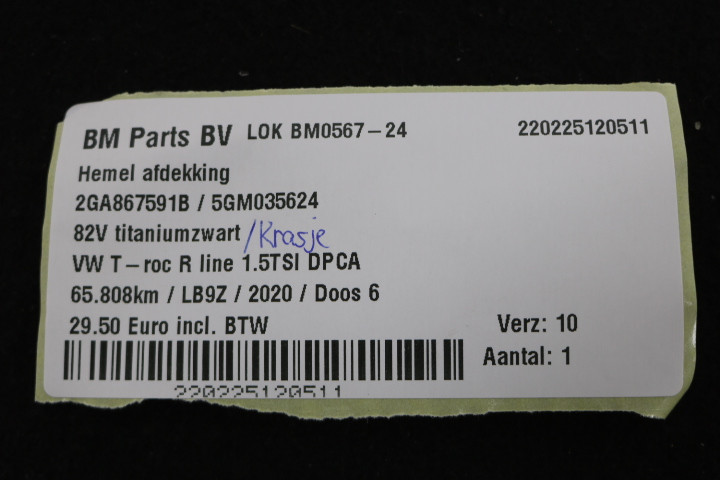 BM Parts BV LOK BM0567-24 220225120511
Hemel afdekking
2GA867591B / 5GM035624
82V titaniumzwart /Krasje
VW T-roc R line 1.5TSI DPCA
65.808km / LB9Z / 2020 / Doos 6
29.50 Euro incl. BTW Verz: 10
Aantal: 1
220225120511